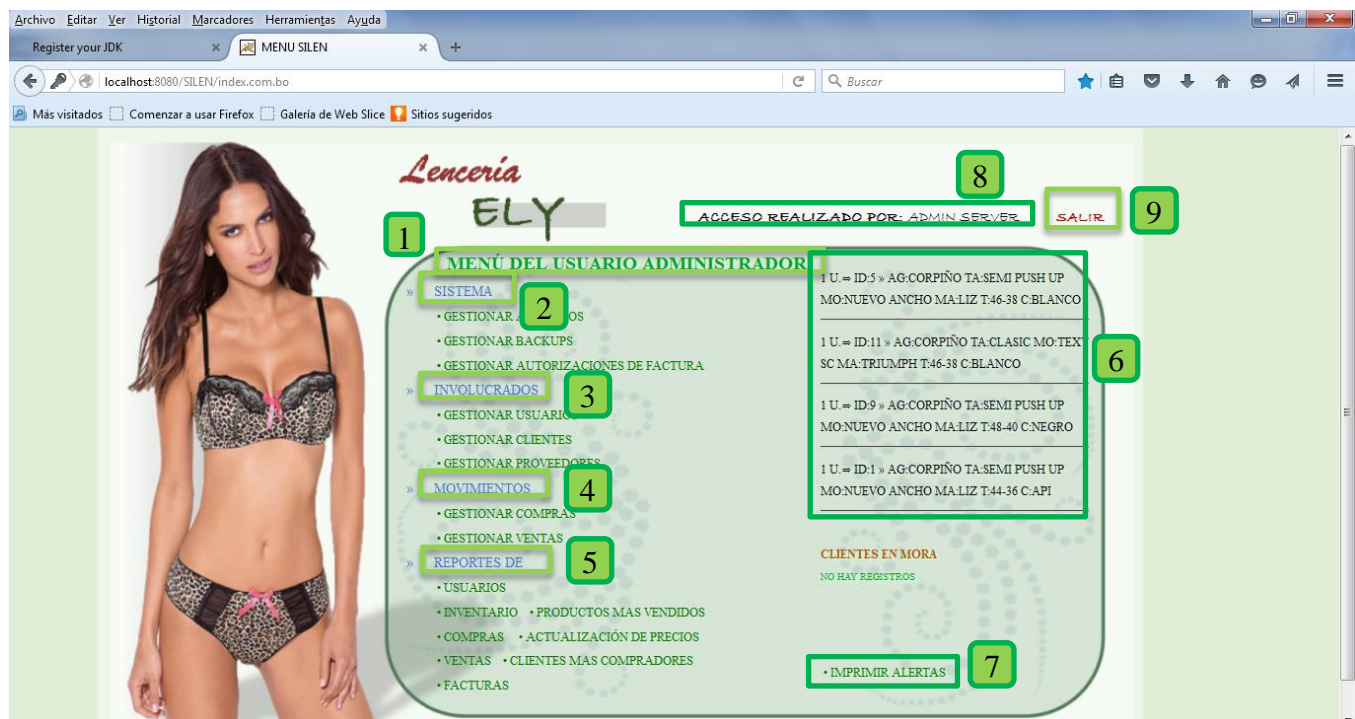 Archivo Editar Ver Historial Marcadores Herramientas Ayuda
Register your JDK MENU SILEN
localhost:8080/SILEN/index.com.bo Buscar
Más visitados Comenzar a usar Firefox Galería de Web Slice Sitios sugeridos
Lencería
ELY
8
ACCESO REALIZADO POR: ADMIN SERVER SALIR 9
1
MENÚ DEL USUARIO ADMINISTRADOR
» SISTEMA
2
• GESTIONAR
• GESTIONAR BACKUPS
• GESTIONAR AUTORIZACIONES DE FACTURA
» INVOLUCRADOS
3
• GESTIONAR USUARIOS
• GESTIONAR CLIENTES
• GESTIONAR PROVEEDORES
» MOVIMIENTOS
4
• GESTIONAR COMPRAS
• GESTIONAR VENTAS
» REPORTES DE
5
• USUARIOS
• INVENTARIO • PRODUCTOS MAS VENDIDOS
• COMPRAS • ACTUALIZACIÓN DE PRECIOS
• VENTAS • CLIENTES MAS COMPRADORES
• FACTURAS
1 U.⇒ ID:5 » AG:CORPIÑO TA:SEMI PUSH UP
MO:NUEVO ANCHO MA:LIZ T:46-38 C:BLANCO
1 U.⇒ ID:11 » AG:CORPIÑO TA:CLASIC MO:TEXT
SC MA:TRIUMPH T:46-38 C:BLANCO
6
1 U.⇒ ID:9 » AG:CORPIÑO TA:SEMI PUSH UP
MO:NUEVO ANCHO MA:LIZ T:48-40 C:NEGRO
1 U.⇒ ID:1 » AG:CORPIÑO TA:SEMI PUSH UP
MO:NUEVO ANCHO MA:LIZ T:44-36 C:API
CLIENTES EN MORA
NO HAY REGISTROS
• IMPRIMIR ALERTAS
7